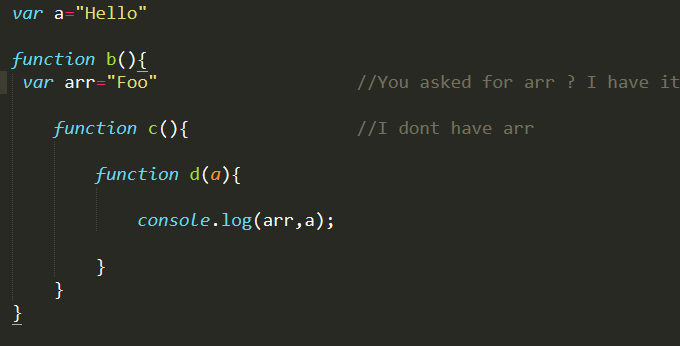 var a="Hello"
function b(){
var arr="Foo" //You asked for arr ? I have it
function c(){ //I dont have arr
function d(a){
console.log(arr,a);
}
}
}